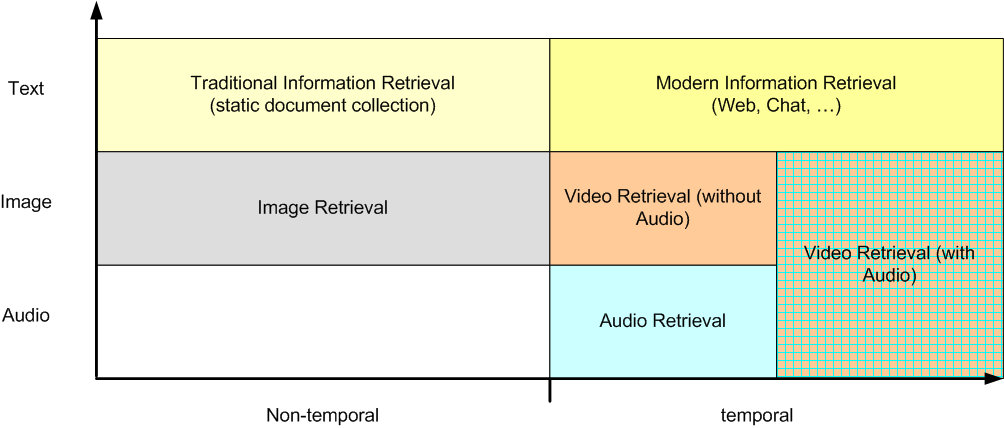 Text
Traditional Information Retrieval
(static document collection)
Modern Information Retrieval
(Web, Chat, …)
Image
Image Retrieval
Video Retrieval (without
Audio)
Video Retrieval (with
Audio)
Audio
Audio Retrieval
Non-temporal
temporal